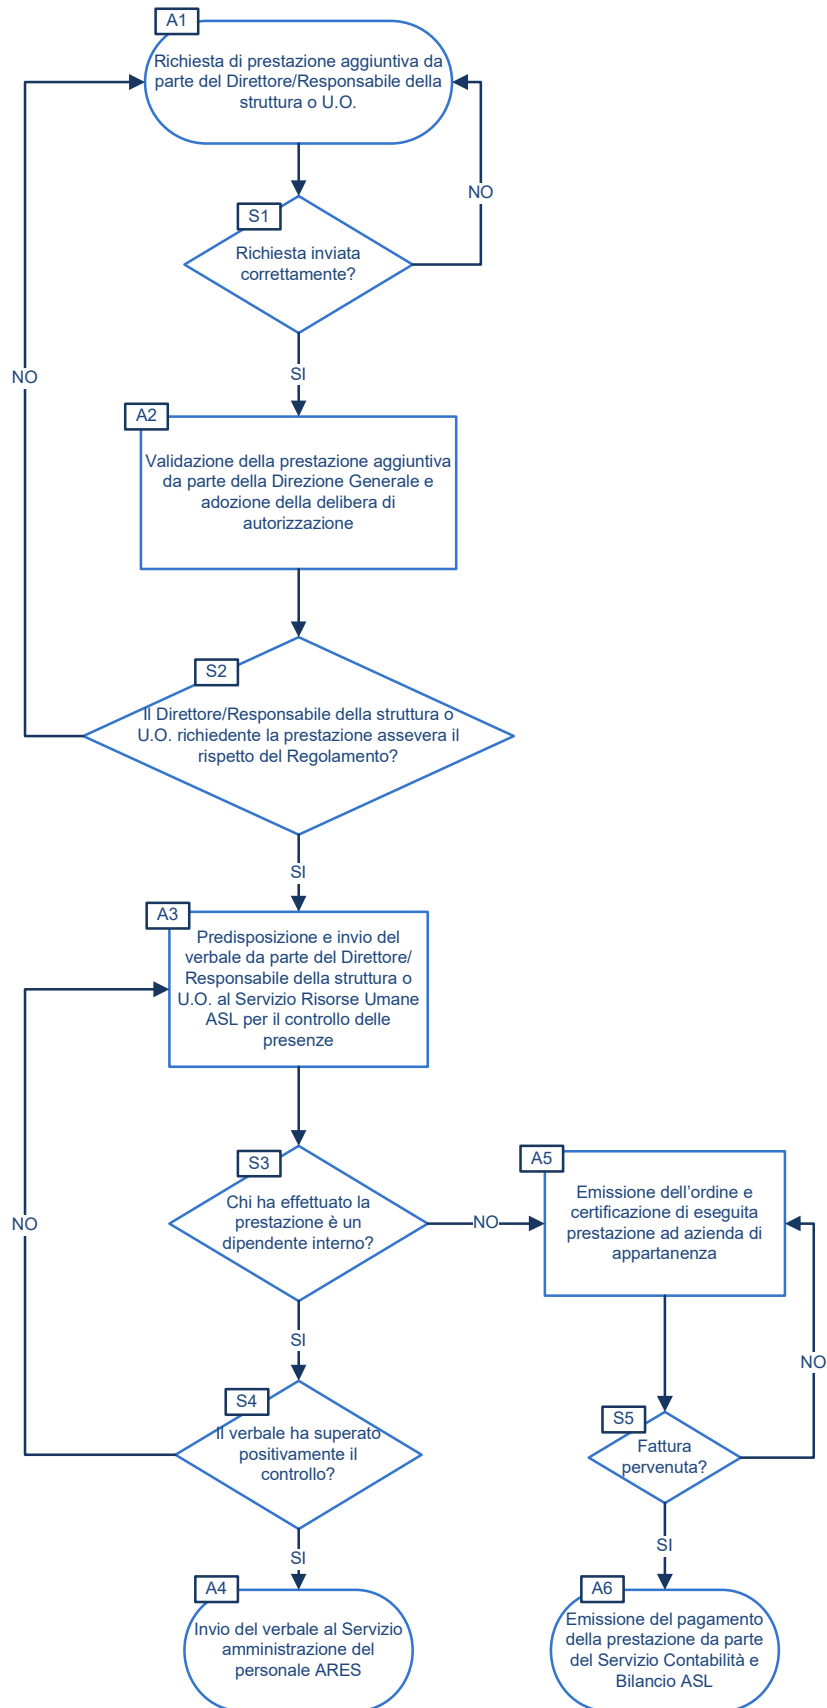 A1
Richiesta di prestazione aggiuntiva da
parte del Direttore/Responsabile della
struttura o U.O.
NO
S1
Richiesta inviata
correttamente?
NO
SI
A2
Validazione della prestazione aggiuntiva
da parte della Direzione Generale e
adozione della delibera di
autorizzazione
S2
Il Direttore/Responsabile della struttura o
U.O. richiedente la prestazione assevera il
rispetto del Regolamento?
SI
A3
Predisposizione e invio del
verbale da parte del Direttore/
Responsabile della struttura o
U.O. al Servizio Risorse Umane
ASL per il controllo delle
presenze
S3
Chi ha effettuato la
prestazione è un
dipendente interno?
NO
NO
A5
Emissione dell’ordine e
certificazione di eseguita
prestazione ad azienda di
appartanenza
SI
NO
S4
Il verbale ha superato
positivamente il
controllo?
S5
Fattura
pervenuta?
SI
SI
A4
Invio del verbale al Servizio
amministrazione del
personale ARES
A6
Emissione del pagamento
della prestazione da parte
del Servizio Contabilità e
Bilancio ASL